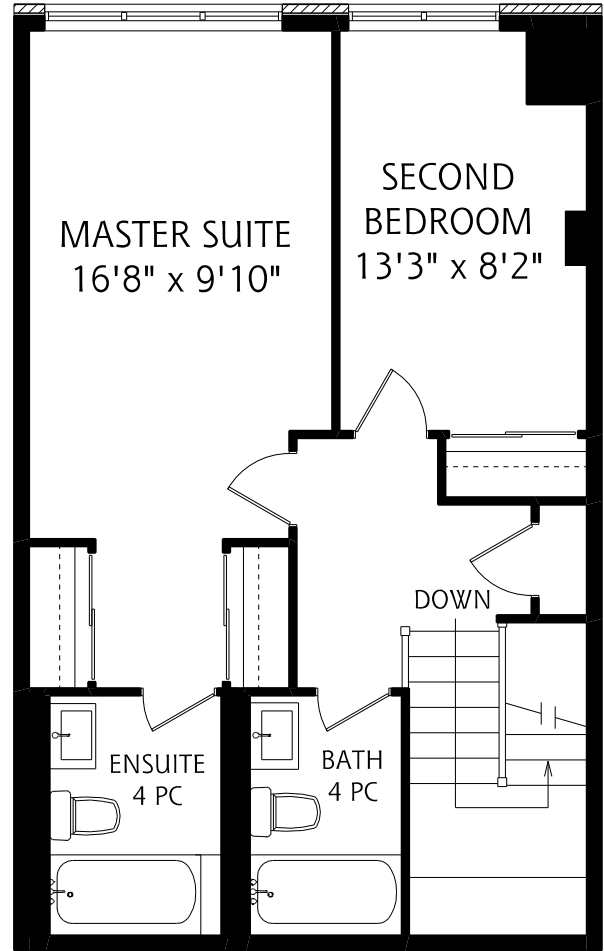 MASTER SUITE
16'8" x 9'10"
SECOND
BEDROOM
13'3" x 8'2"
DOWN
ENSUITE
4 PC
BATH
4 PC